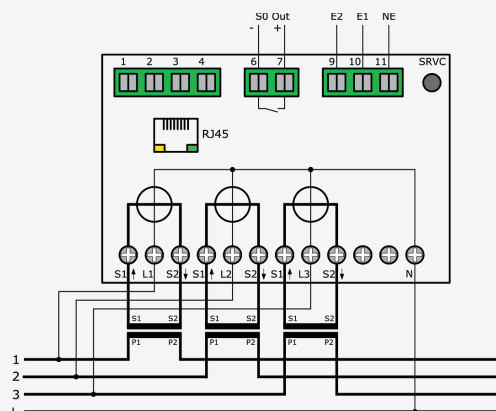 S0 Out E2 E1 NE
- +
1 2 3 4 6 7 9 10 11 SRVC
RJ45
S1 L1 S2 S1 L2 S2 S1 L3 S2 N
S1 S2 S1 S2 S1 S2
P1 P2 P1 P2 P1 P2
1
2
3